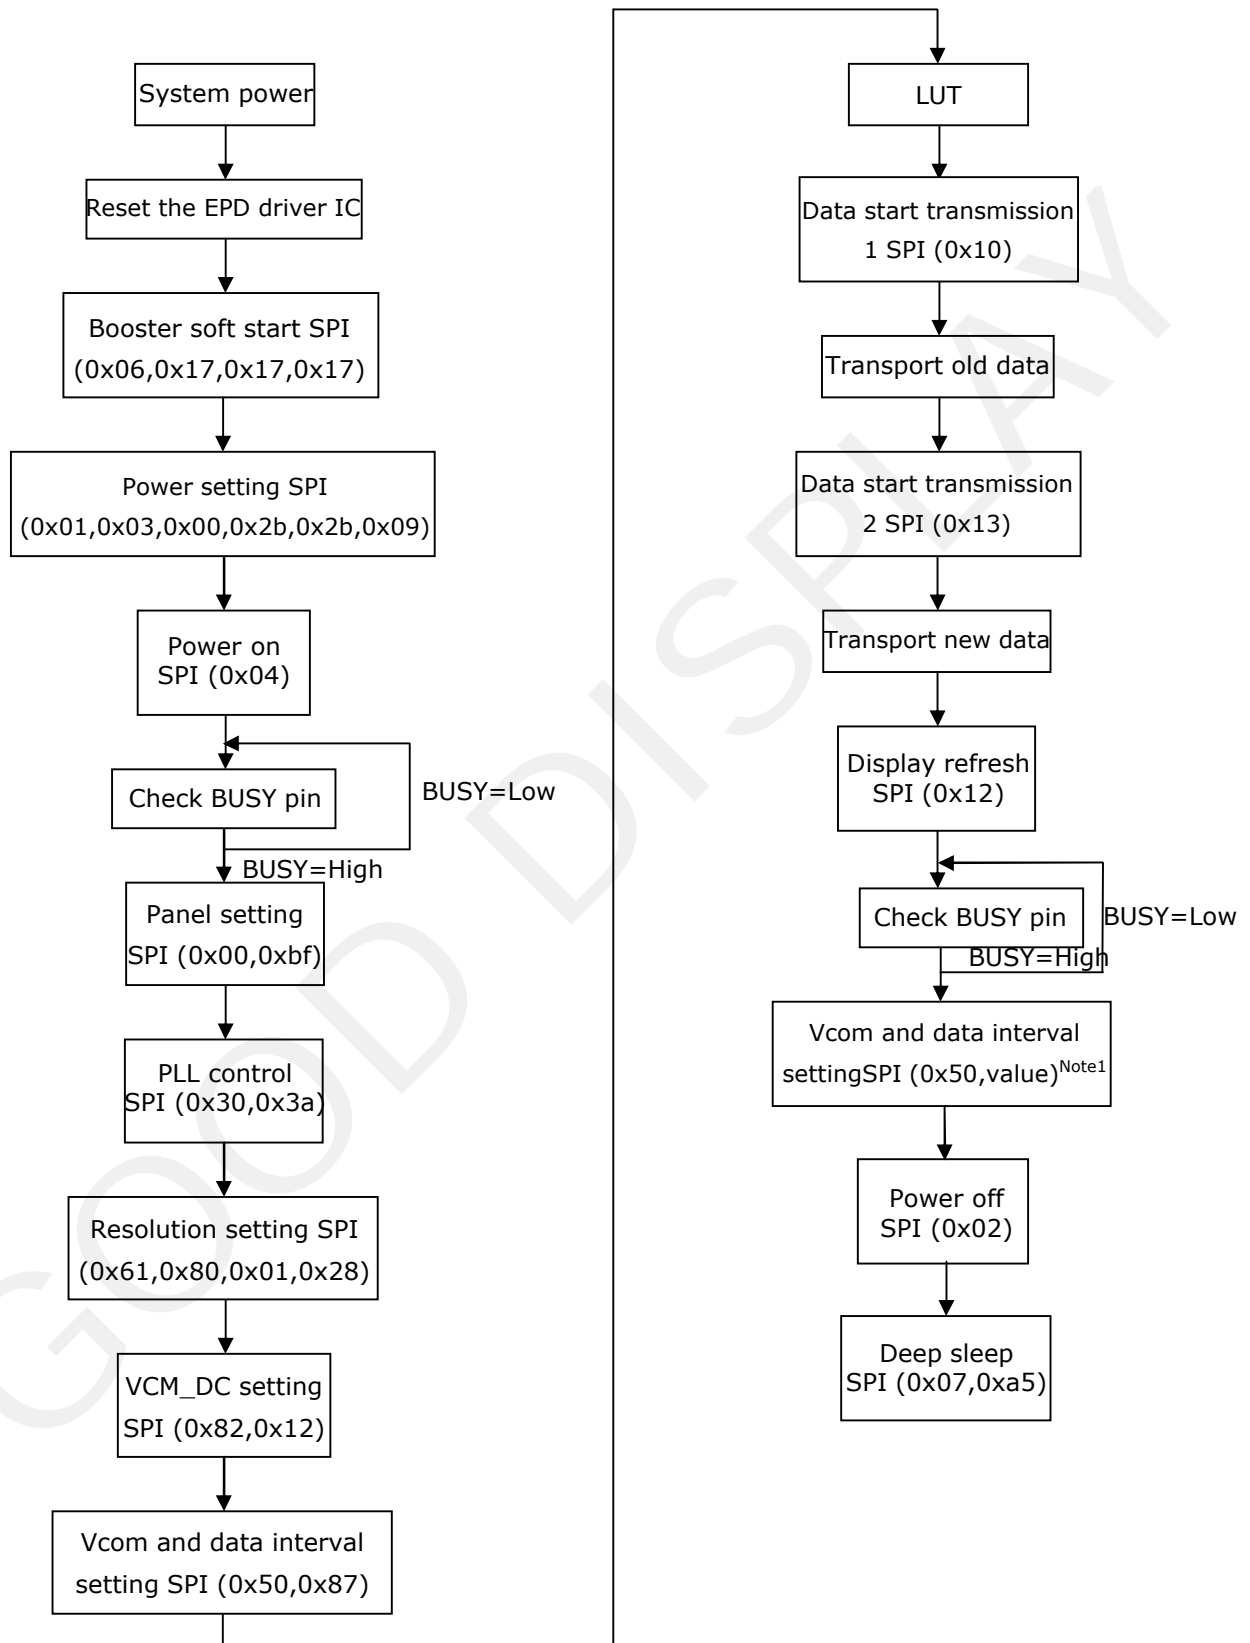 System power
Reset the EPD driver IC
Booster soft start SPI
(0x06,0x17,0x17,0x17)
Power setting SPI
(0x01,0x03,0x00,0x2b,0x2b,0x09)
Power on
SPI (0x04)
Check BUSY pin
BUSY=Low
BUSY=High
Panel setting
SPI (0x00,0xbf)
PLL control
SPI (0x30,0x3a)
Resolution setting SPI
(0x61,0x80,0x01,0x28)
VCM_DC setting
SPI (0x82,0x12)
Vcom and data interval
setting SPI (0x50,0x87)
LUT
Data start transmission
1 SPI (0x10)
Transport old data
Data start transmission
2 SPI (0x13)
Transport new data
Display refresh
SPI (0x12)
Check BUSY pin
BUSY=Low
BUSY=High
Vcom and data interval
settingSPI (0x50,value)Note1
Power off
SPI (0x02)
Deep sleep
SPI (0x07,0xa5)
GOOD DISPLAY